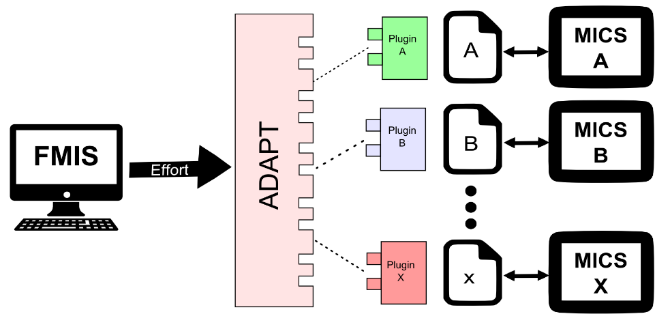 FMIS
Effort
ADAPT
Plugin
A
A
MICS
A
Plugin
B
B
MICS
B
Plugin
X
x
MICS
X